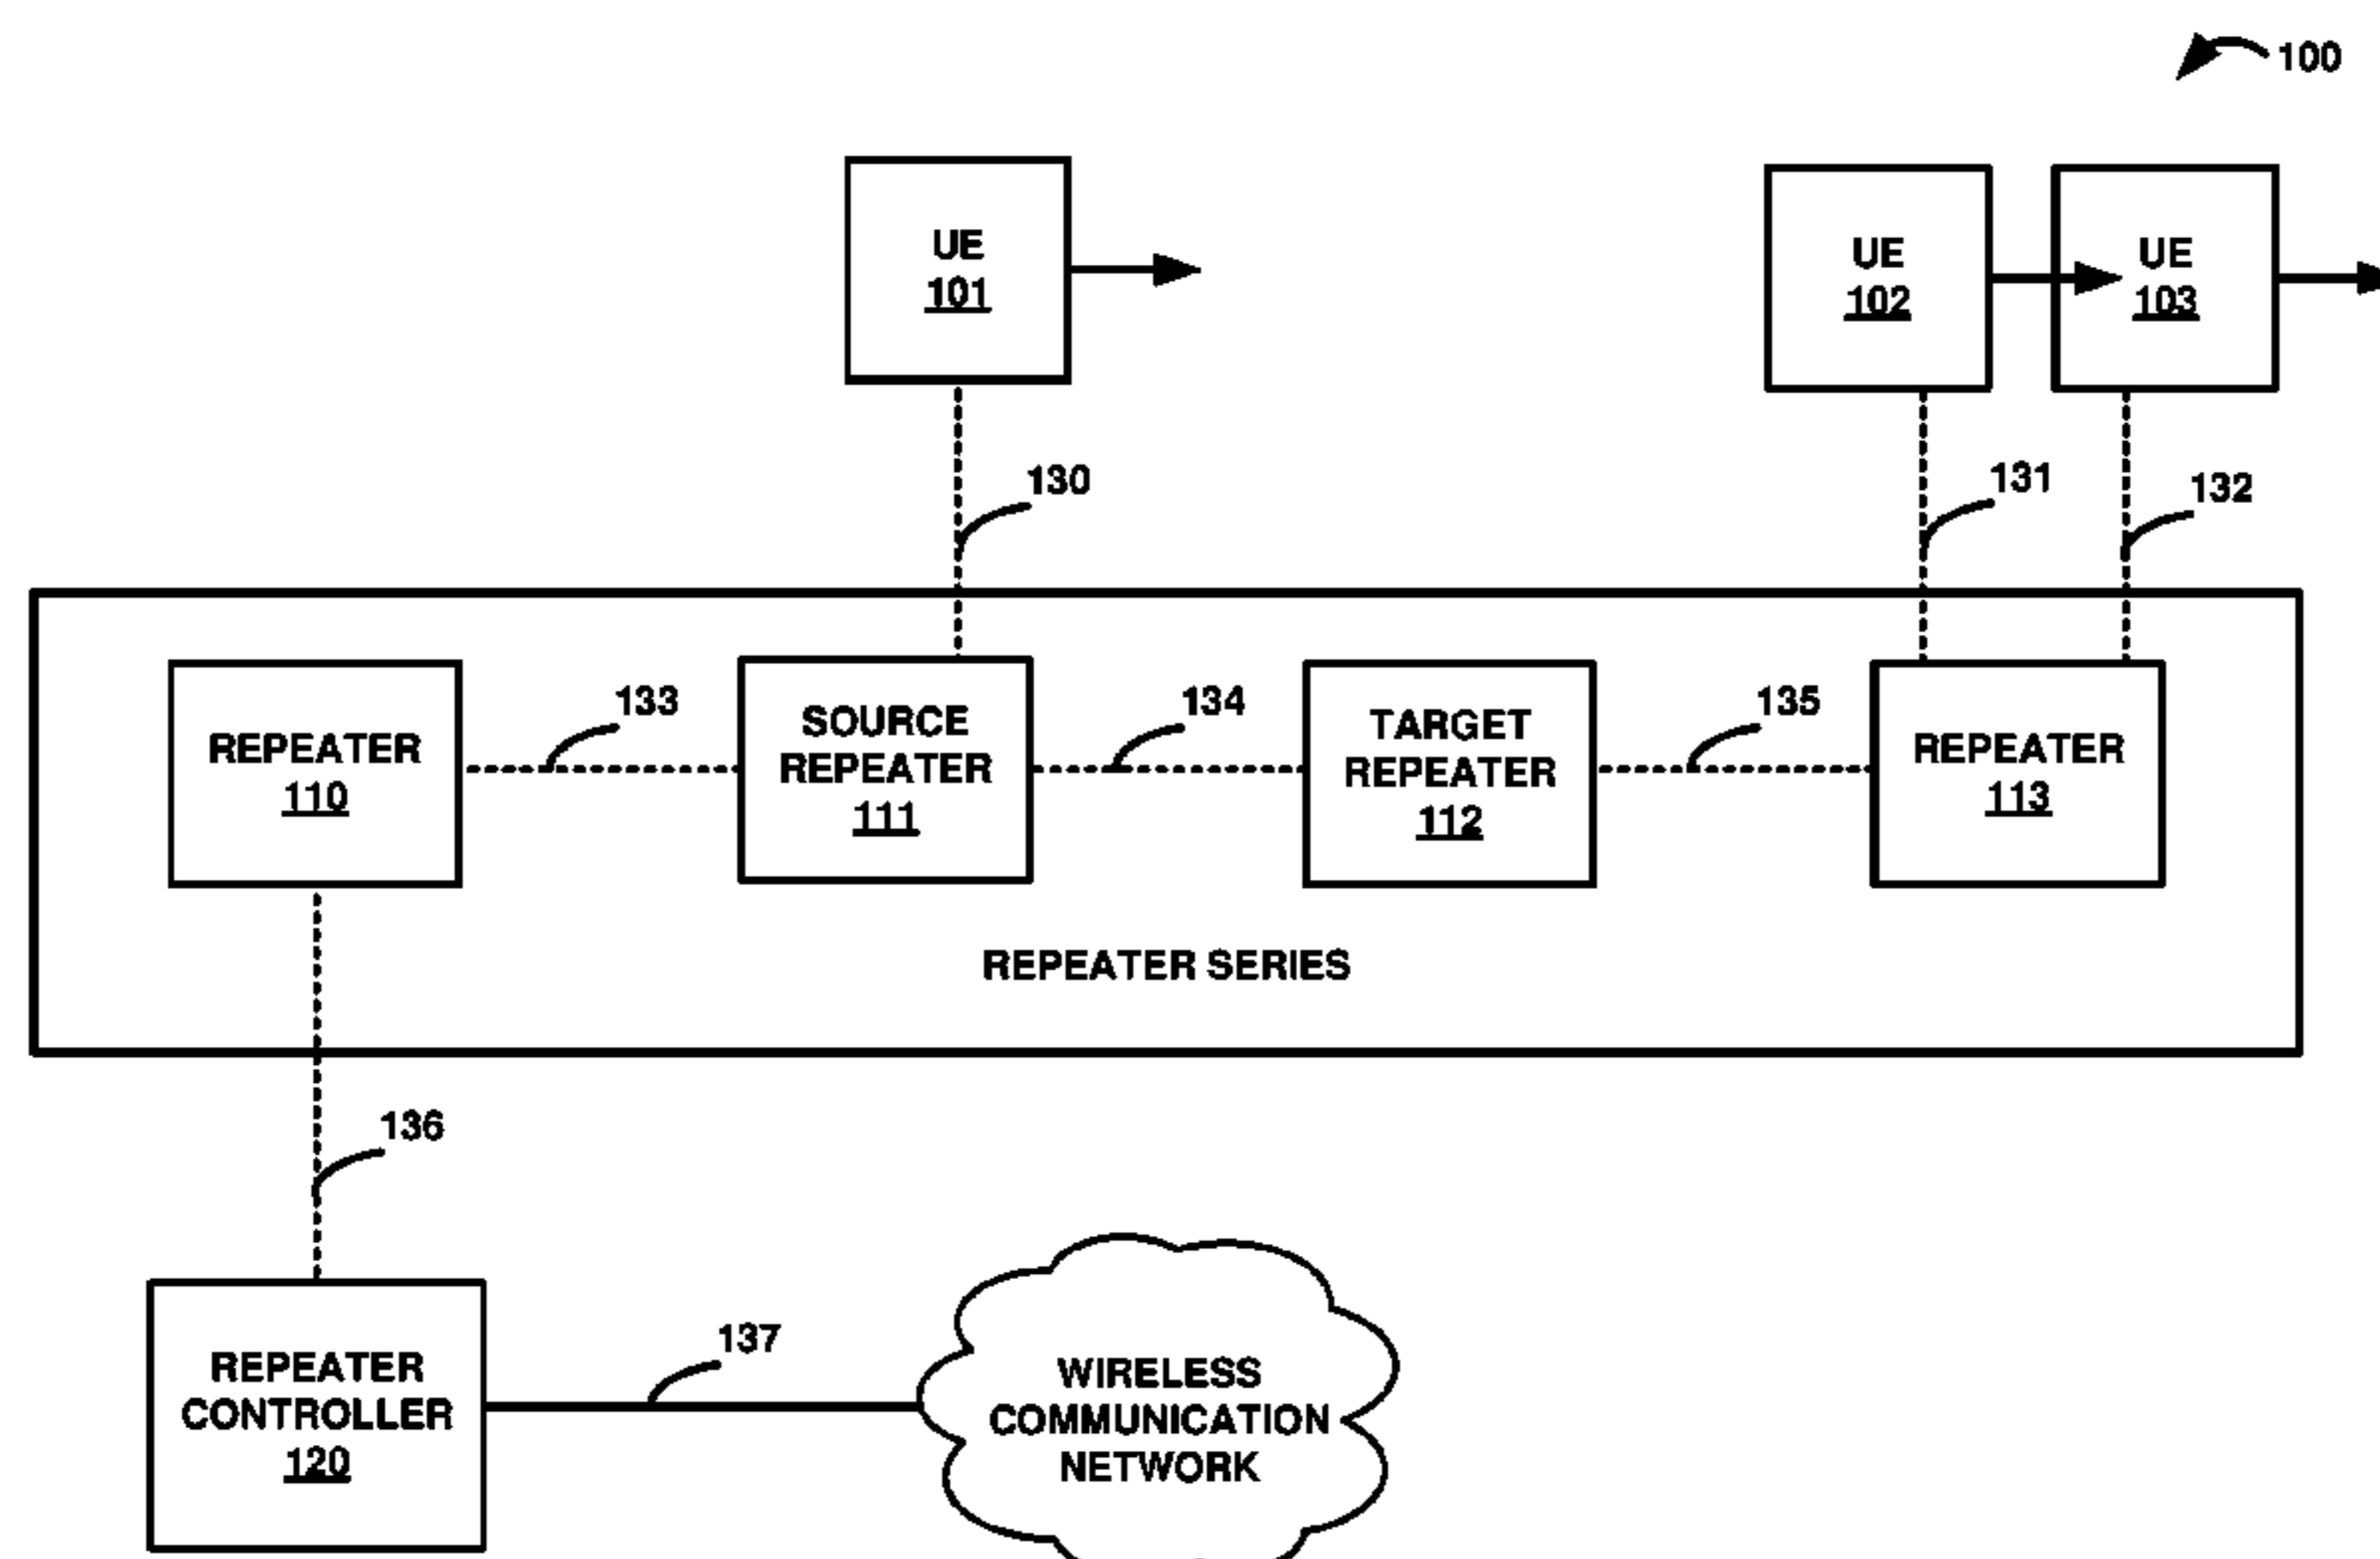 100
UE
101
UE
102
UE
103
130
131
132
REPEATER
110
133
SOURCE
REPEATER
111
134
TARGET
REPEATER
112
135
REPEATER
113
REPEATER SERIES
136
REPEATER
CONTROLLER
120
137
WIRELESS
COMMUNICATION
NETWORK